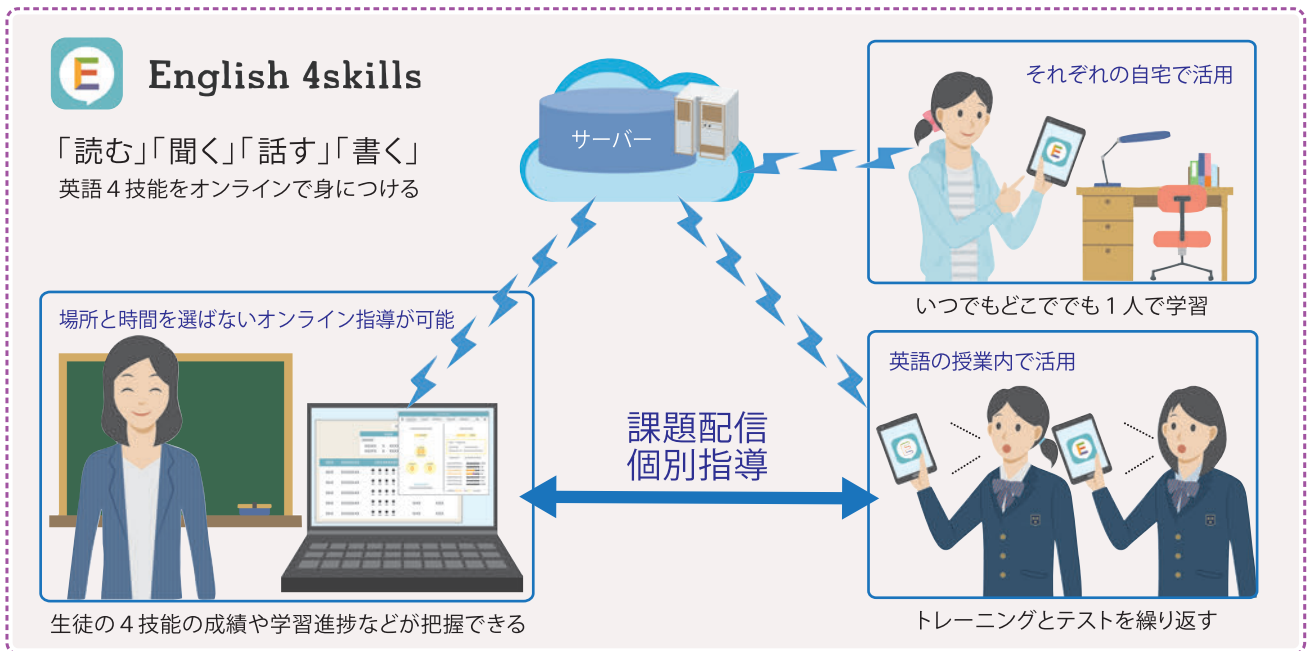 E
English 4skills
「読む」「聞く」「話す」「書く」
英語4技能をオンラインで身につける
サーバー
それぞれの自宅で活用
E
いつでもどこででも1人で学習
場所と時間を選ばないオンライン指導が可能
生徒の4技能の成績や学習進捗などが把握できる
課題配信
個別指導
英語の授業内で活用
E
E
トレーニングとテストを繰り返す